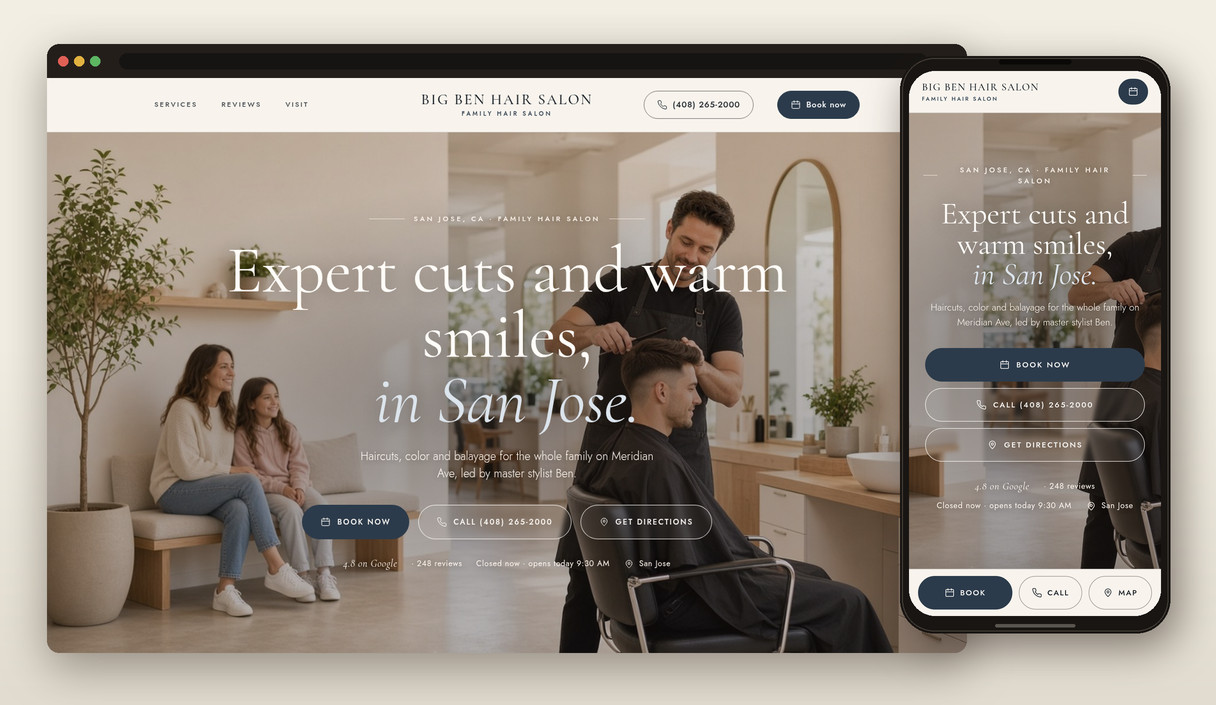 SERVICES REVIEWS VISIT
BIG BEN HAIR SALON
FAMILY HAIR SALON
(408) 265-2000
Book now
SAN JOSE, CA · FAMILY HAIR SALON
Expert cuts and warm
smiles,
in San Jose.
Haircuts, color and balayage for the whole family on Meridian
Ave, led by master stylist Ben.
BOOK NOW
CALL (408) 265-2000
GET DIRECTIONS
4.8 on Google · 248 reviews Closed now · opens today 9:30 AM San Jose
BIG BEN HAIR SALON
FAMILY HAIR SALON
SAN JOSE, CA · FAMILY HAIR
SALON
Expert cuts and
warm smiles,
in San Jose.
Haircuts, color and balayage for the whole family on
Meridian Ave, led by master stylist Ben.
BOOK NOW
CALL (408) 265-2000
GET DIRECTIONS
4.8 on Google · 248 reviews
Closed now · opens today 9:30 AM San Jose
BOOK
CALL
MAP